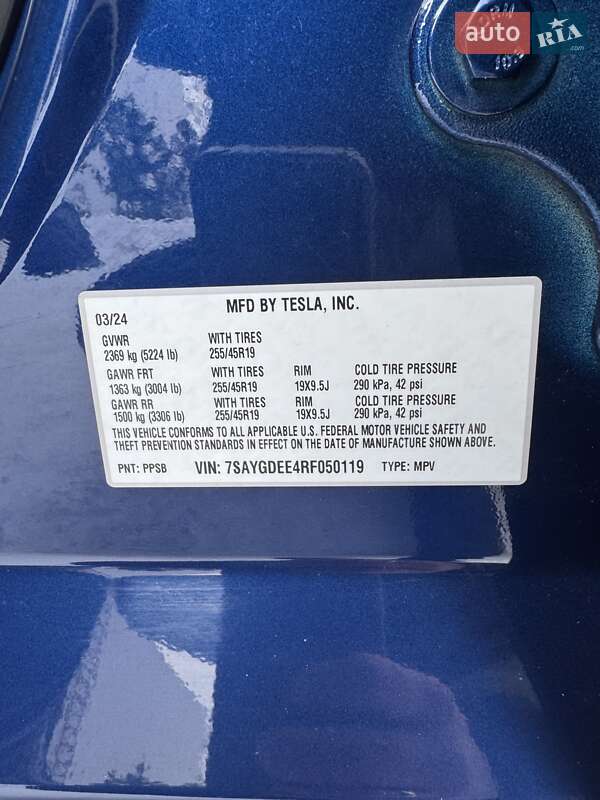 auto RIA .com
MFD BY TESLA, INC.
03/24
GVWR WITH TIRES
2369 kg (5224 lb) 255/45R19
GAWR FRT WITH TIRES RIM COLD TIRE PRESSURE
1363 kg (3004 lb) 255/45R19 19X9.5J 290 kPa, 42 psi
GAWR RR WITH TIRES RIM COLD TIRE PRESSURE
1500 kg (3306 lb) 255/45R19 19X9.5J 290 kPa, 42 psi
THIS VEHICLE CONFORMS TO ALL APPLICABLE U.S. FEDERAL MOTOR VEHICLE SAFETY AND
THEFT PREVENTION STANDARDS IN EFFECT ON THE DATE OF MANUFACTURE SHOWN ABOVE.
PNT: PPSB VIN: 7SAYGDEE4RF050119 TYPE: MPV